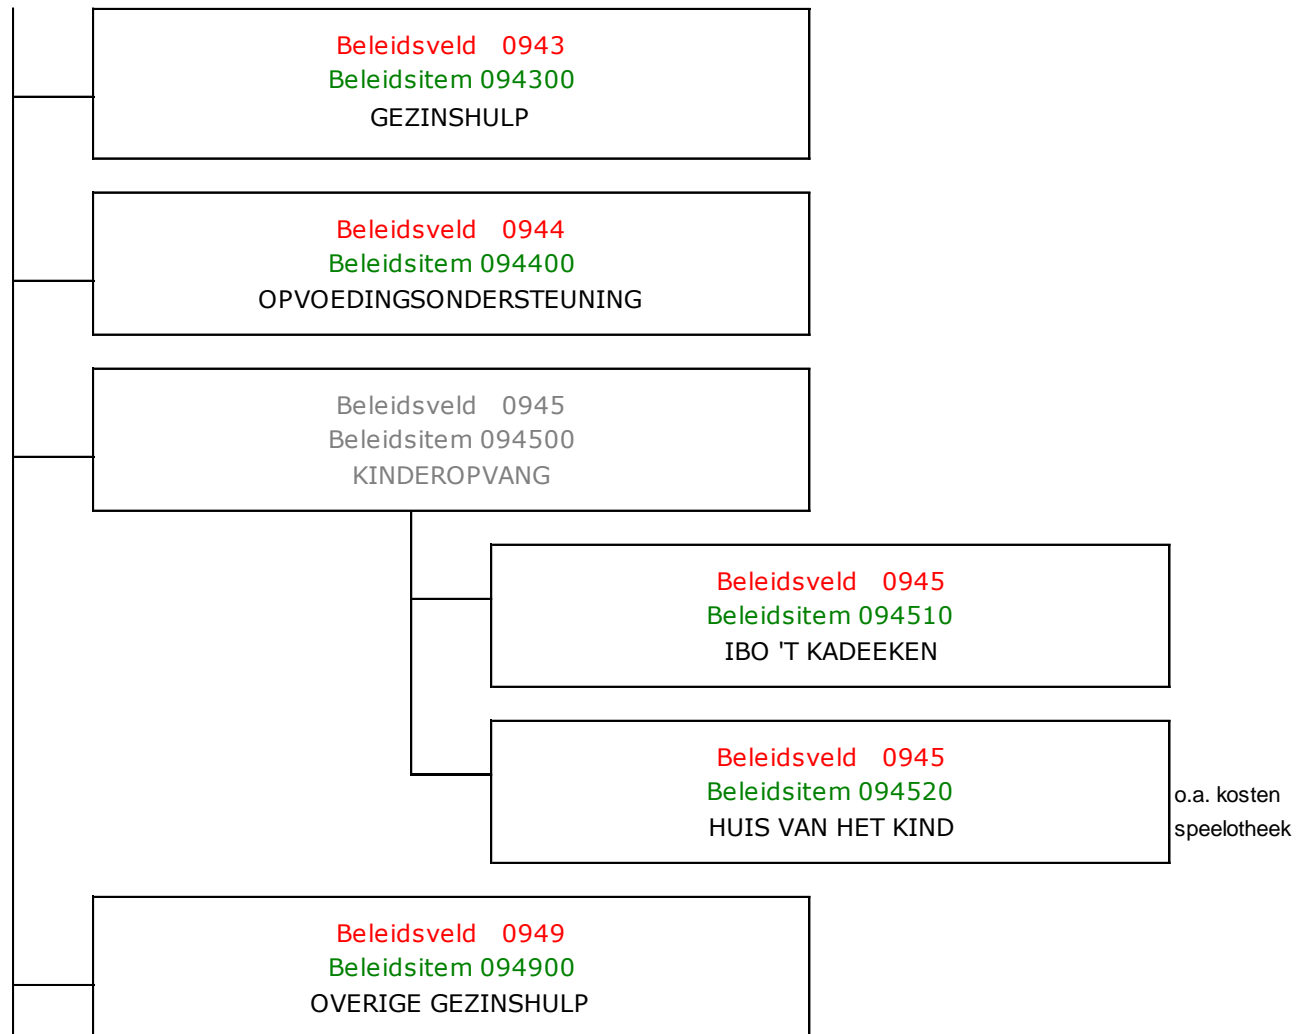 Beleidsveld 0943
Beleidsitem 094300
GEZINSHULP
Beleidsveld 0944
Beleidsitem 094400
OPVOEDINGSONDERSTEUNING
Beleidsveld 0945
Beleidsitem 094500
KINDEROPVANG
Beleidsveld 0945
Beleidsitem 094510
IBO 'T KADEEKEN
Beleidsveld 0945
Beleidsitem 094520
HUIS VAN HET KIND
o.a. kosten
speelotheek
Beleidsveld 0949
Beleidsitem 094900
OVERIGE GEZINSHULP